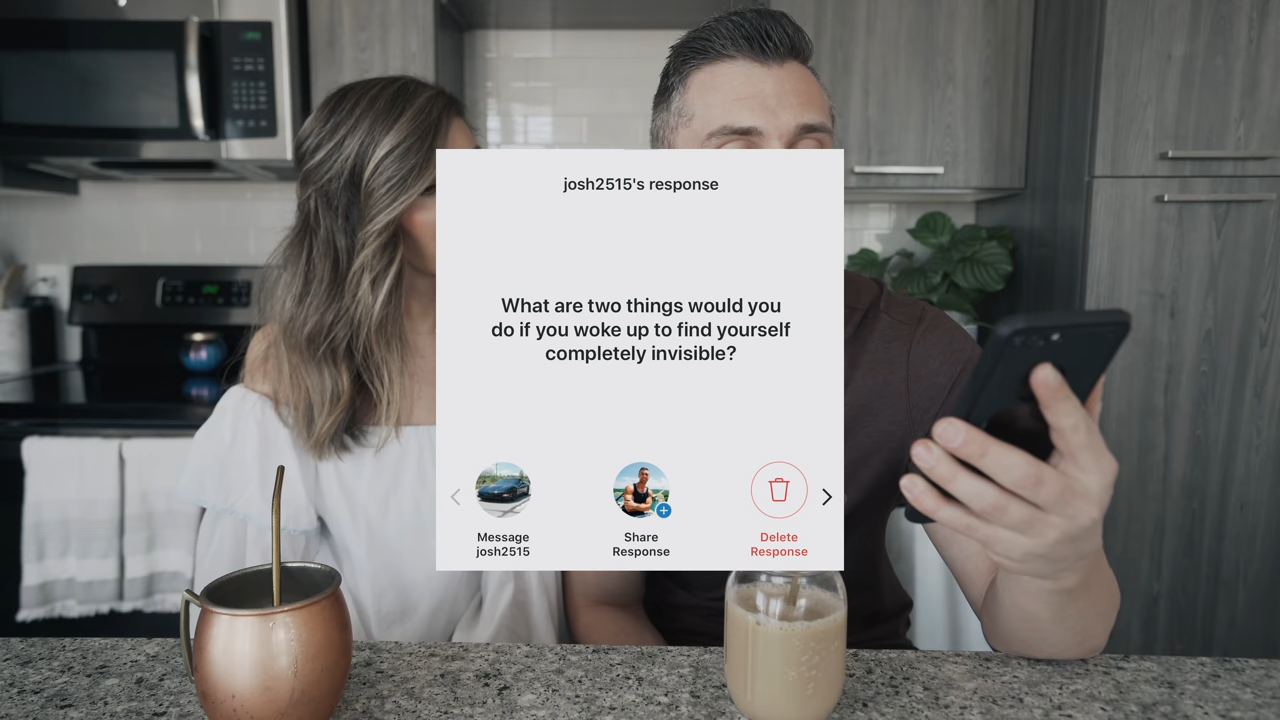 josh2515's response
What are two things would you
do if you woke up to find yourself
completely invisible?
Message
josh2515
Share
Response
Delete
Response